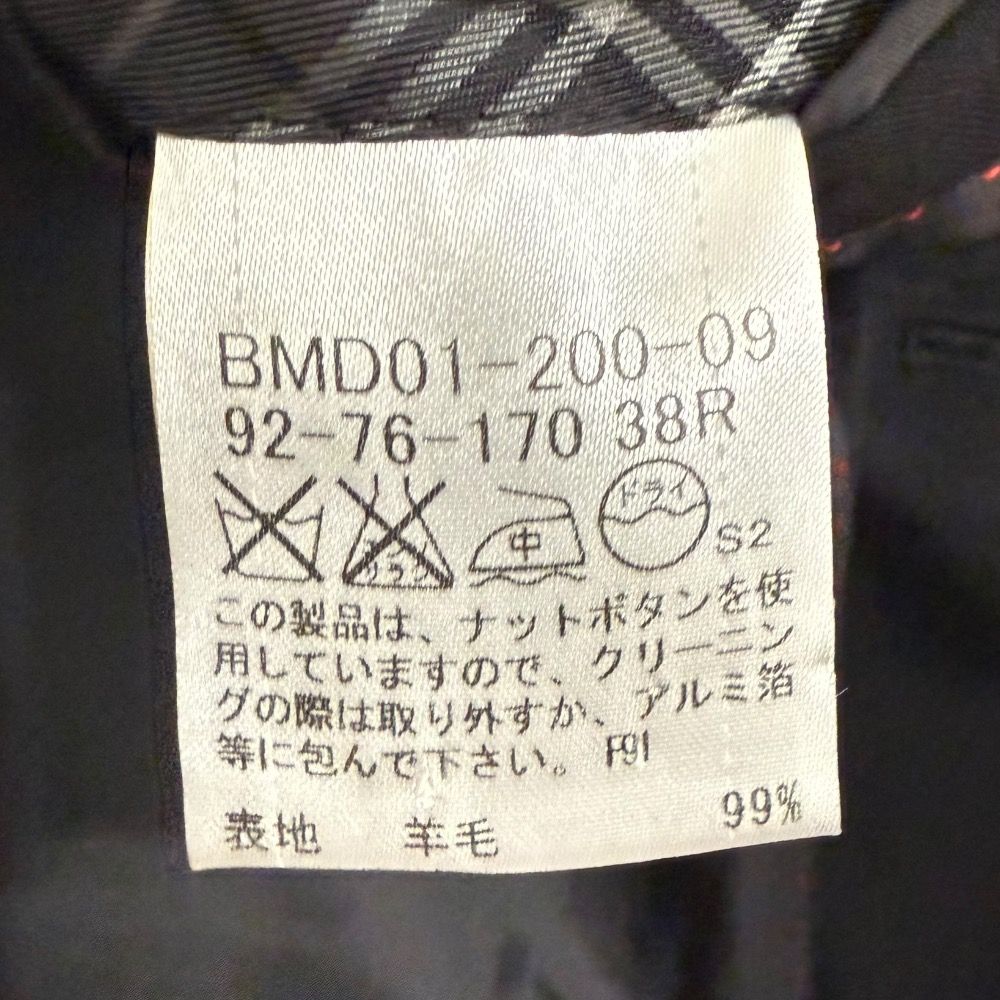 BMD01-200-09
92-76-170 38R
中 ドライ S2
この製品は、ナットボタンを使
用していますので、クリーニン
グの際は取り外すか、アルミ箔
等に包んで下さい。 F91
表地 羊毛 99%